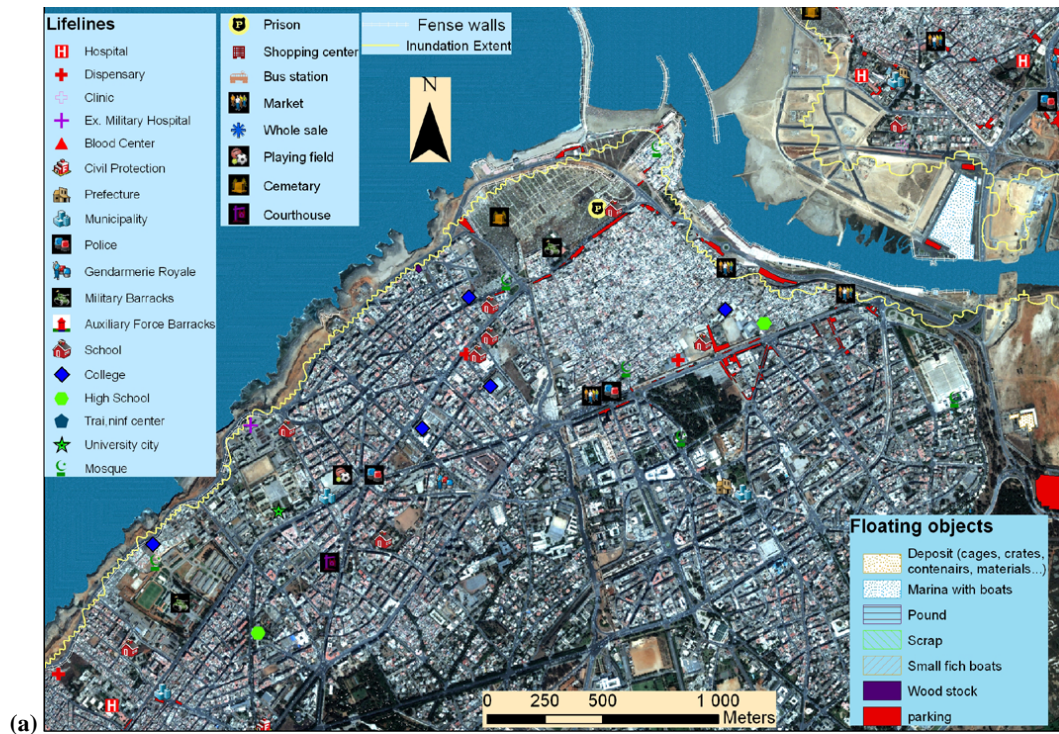 Lifelines
Hospital
Dispensary
Clinic
Ex. Military Hospital
Blood Center
Civil Protection
Prefecture
Municipality
Police
Gendarmerie Royale
Military Barracks
Auxiliary Force Barracks
School
College
High School
Trai,ninf center
University city
Mosque
Prison
Shopping center
Bus station
Market
Whole sale
Playing field
Cemetary
Courthouse
Fense walls
Inundation Extent
N
Floating objects
Deposit (cages, crates,
contenairs, materials...)
Marina with boats
Pound
Scrap
Small fich boats
Wood stock
parking
0 250 500 1 000
Meters
(a)